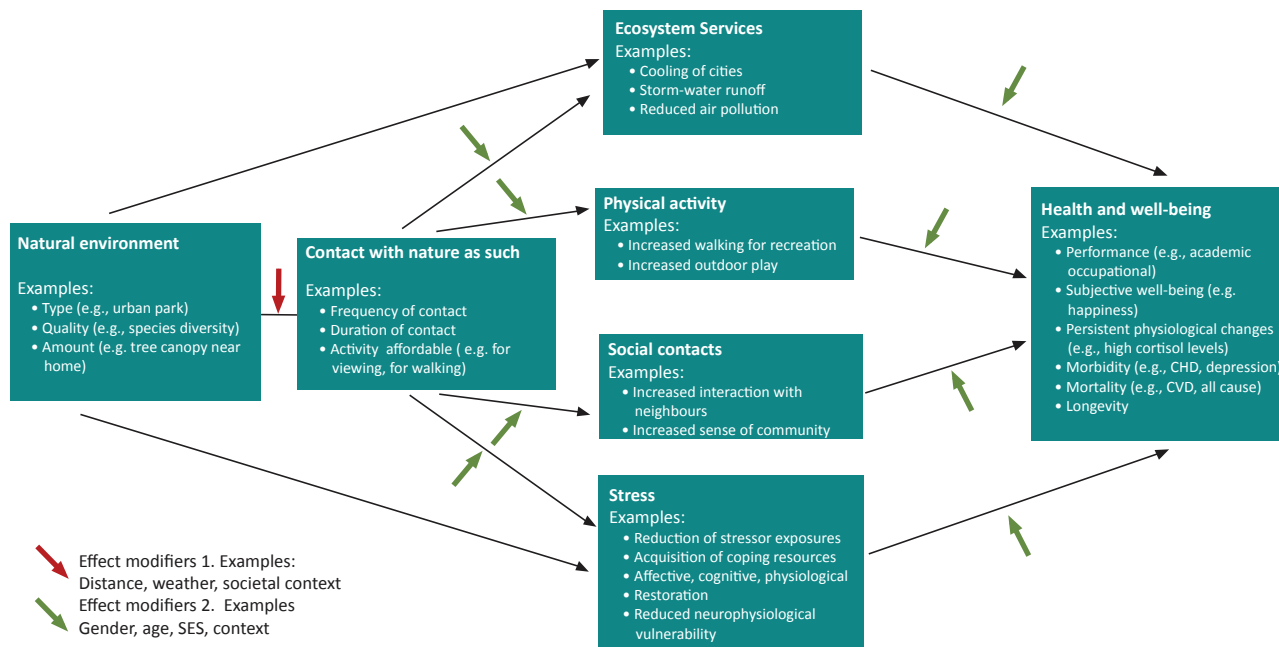 Ecosystem Services
Examples:
• Cooling of cities
• Storm-water runoff
• Reduced air pollution
Natural environment
Examples:
• Type (e.g., urban park)
• Quality (e.g., species diversity)
• Amount (e.g. tree canopy near
home)
Contact with nature as such
Examples:
• Frequency of contact
• Duration of contact
• Activity affordable ( e.g. for
viewing, for walking)
Physical activity
Examples:
• Increased walking for recreation
• Increased outdoor play
Social contacts
Examples:
• Increased interaction with
neighbours
• Increased sense of community
Stress
Examples:
• Reduction of stressor exposures
• Acquisition of coping resources
• Affective, cognitive, physiological
• Restoration
• Reduced neurophysiological
vulnerability
Health and well-being
Examples:
• Performance (e.g., academic
occupational)
• Subjective well-being (e.g.
happiness)
• Persistent physiological changes
(e.g., high cortisol levels)
• Morbidity (e.g., CHD, depression)
• Mortality (e.g., CVD, all cause)
• Longevity
Effect modifiers 1. Examples:
Distance, weather, societal context
Effect modifiers 2. Examples
Gender, age, SES, context